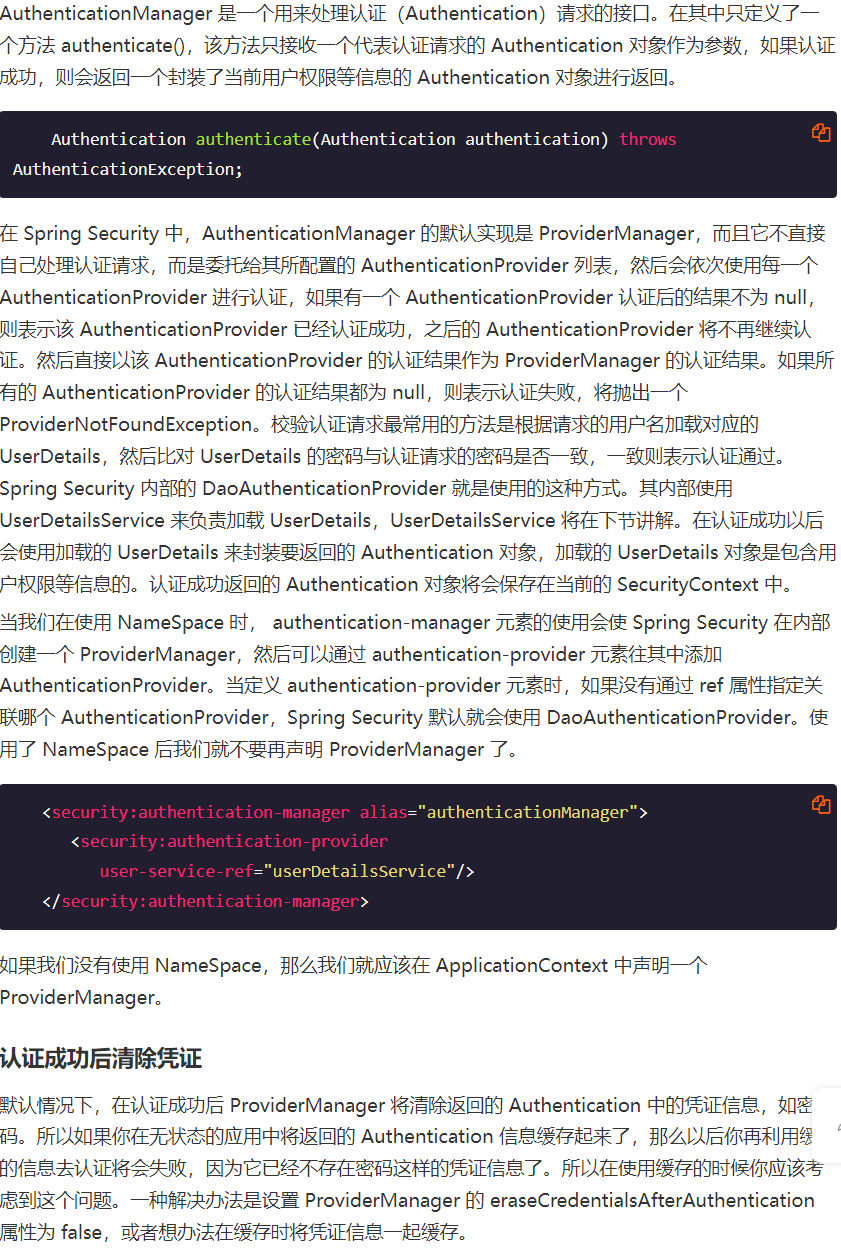 AuthenticationManager 是一个用来处理认证（Authentication）请求的接口。在其中只定义了一
个方法 authenticate()，该方法只接收一个代表认证请求的 Authentication 对象作为参数，如果认证
成功，则会返回一个封装了当前用户权限等信息的 Authentication 对象进行返回。
Authentication authenticate(Authentication authentication) throws
AuthenticationException;
在 Spring Security 中，AuthenticationManager 的默认实现是 ProviderManager，而且它不直接
自己处理认证请求，而是委托给其所配置的 AuthenticationProvider 列表，然后会依次使用每一个
AuthenticationProvider 进行认证，如果有一个 AuthenticationProvider 认证后的结果不为 null，
则表示该 AuthenticationProvider 已经认证成功，之后的 AuthenticationProvider 将不再继续认
证。然后直接以该 AuthenticationProvider 的认证结果作为 ProviderManager 的认证结果。如果所
有的 AuthenticationProvider 的认证结果都为 null，则表示认证失败，将抛出一个
ProviderNotFoundException。校验认证请求最常用的方法是根据请求的用户名加载对应的
UserDetails，然后比对 UserDetails 的密码与认证请求的密码是否一致，一致则表示认证通过。
Spring Security 内部的 DaoAuthenticationProvider 就是使用的这种方式。其内部使用
UserDetailsService 来负责加载 UserDetails，UserDetailsService 将在下节讲解。在认证成功以后
会使用加载的 UserDetails 来封装要返回的 Authentication 对象，加载的 UserDetails 对象是包含用
户权限等信息的。认证成功返回的 Authentication 对象将会保存在当前的 SecurityContext 中。
当我们在使用 NameSpace 时， authentication-manager 元素的使用会使 Spring Security 在内部
创建一个 ProviderManager，然后可以通过 authentication-provider 元素往其中添加
AuthenticationProvider。当定义 authentication-provider 元素时，如果没有通过 ref 属性指定关
联哪个 AuthenticationProvider，Spring Security 默认就会使用 DaoAuthenticationProvider。使
用了 NameSpace 后我们就不要再声明 ProviderManager 了。
<security:authentication-manager alias="authenticationManager">
<security:authentication-provider
user-service-ref="userDetailsService"/>
</security:authentication-manager>
如果我们没有使用 NameSpace，那么我们就应该在 ApplicationContext 中声明一个
ProviderManager。
认证成功后清除凭证
默认情况下，在认证成功后 ProviderManager 将清除返回的 Authentication 中的凭证信息，如密
码。所以如果你在无状态的应用中将返回的 Authentication 信息缓存起来了，那么以后你再利用缓
的信息去认证将会失败，因为它已经不存在密码这样的凭证信息了。所以在使用缓存的时候你应该考
虑到这个问题。一种解决办法是设置 ProviderManager 的 eraseCredentialsAfterAuthentication
属性为 false，或者想办法在缓存时将凭证信息一起缓存。